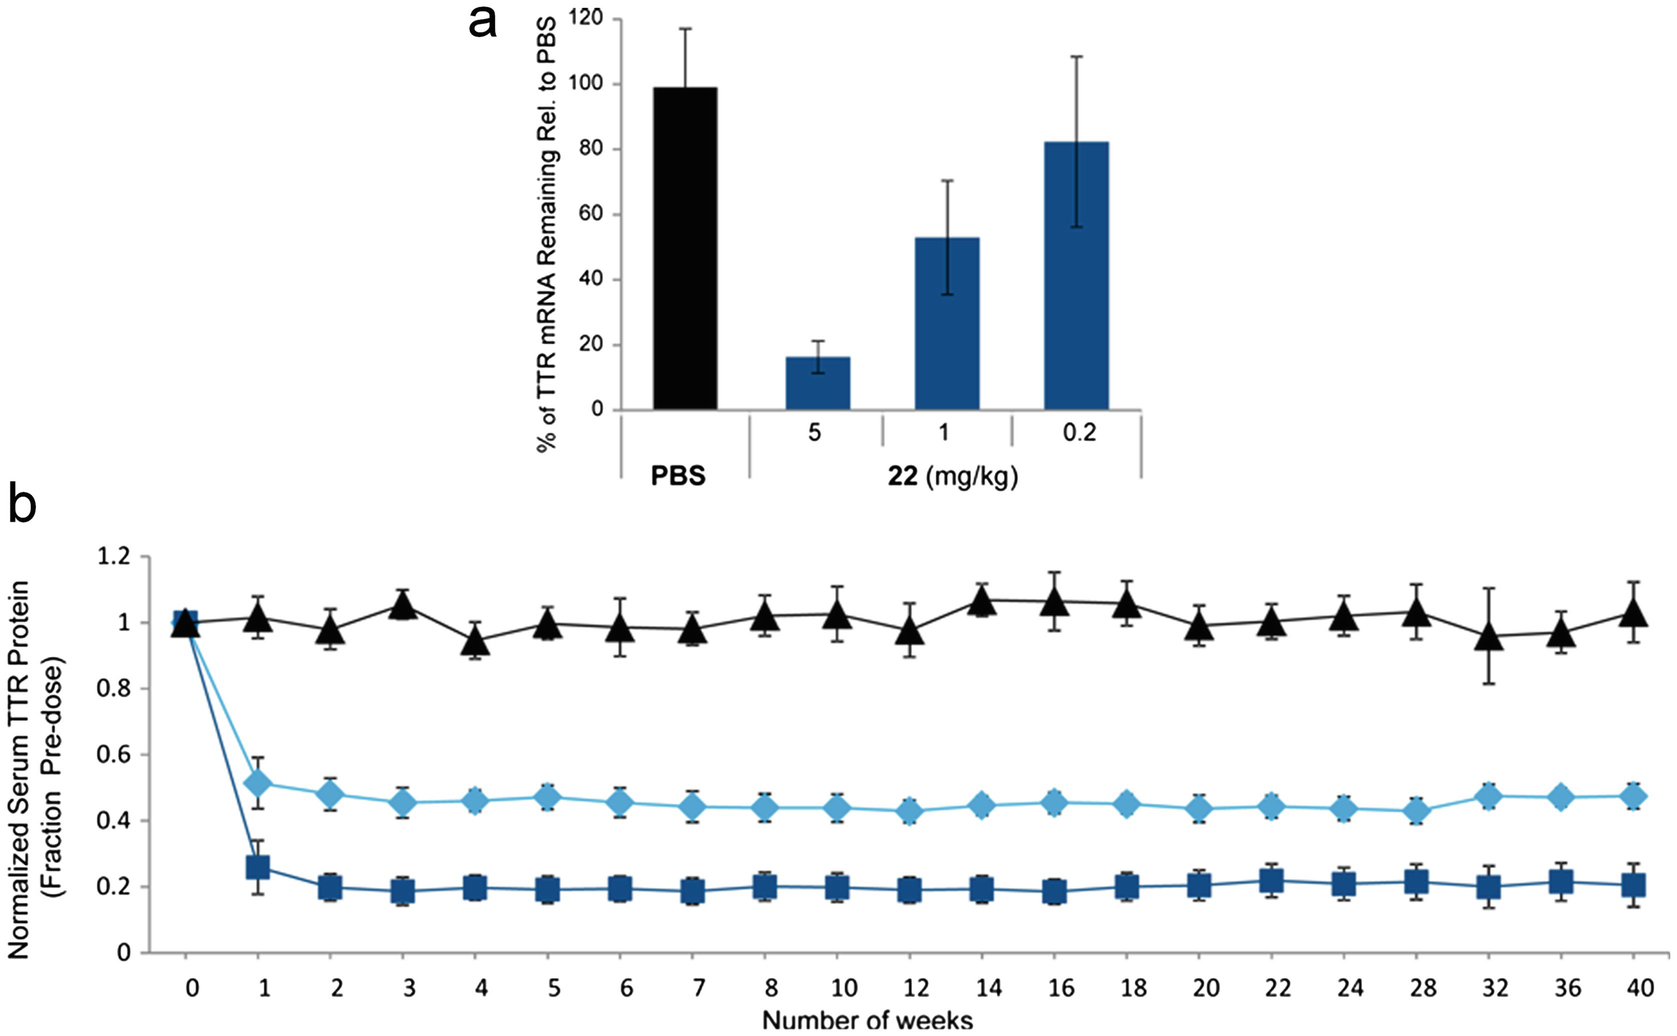 a
% of TTR mRNA Remaining Rel. to PBS
120
100
80
60
40
20
0
5 1 0.2
PBS 22 (mg/kg)
b
Normalized Serum TTR Protein
(Fraction Pre-dose)
1.2
1
0.8
0.6
0.4
0.2
0
0 1 2 3 4 5 6 7 8 10 12 14 16 18 20 22 24 28 32 36 40
Number of weeks